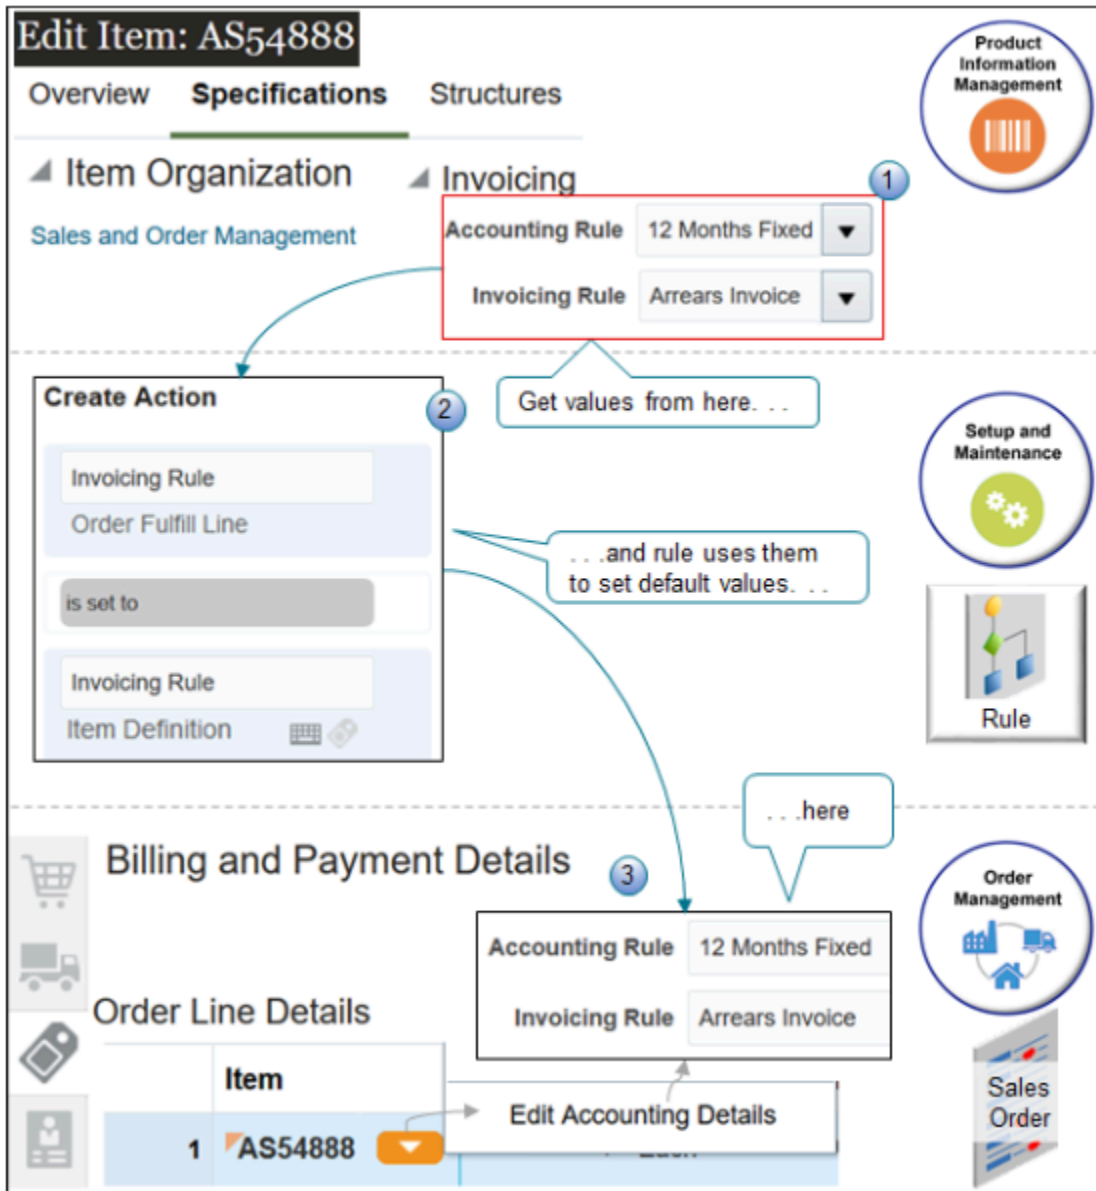 Edit Item: AS54888
Product
Information
Management
Overview Specifications Structures
Item Organization
Invoicing
1
Sales and Order Management
Accounting Rule 12 Months Fixed
Invoicing Rule Arrears Invoice
Get values from here. . .
Create Action
2
Invoicing Rule
Order Fulfill Line
is set to
Invoicing Rule
Item Definition
. . .and rule uses them
to set default values. . .
Setup and
Maintenance
Rule
. . .here
Billing and Payment Details
3
Accounting Rule 12 Months Fixed
Invoicing Rule Arrears Invoice
Order
Management
Order Line Details
Item
Edit Accounting Details
1 AS54888
Sales
Order